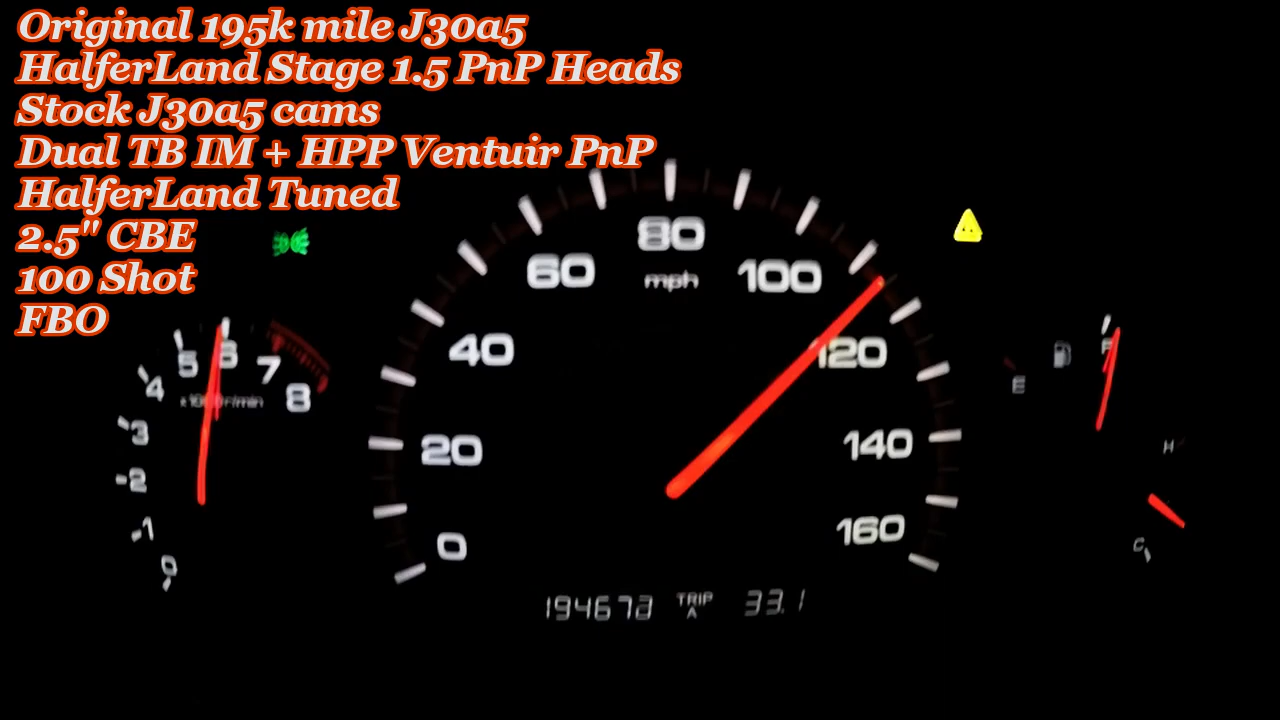 Original 195k mile J30a5
HalferLand Stage 1.5 PnP Heads
Stock J30a5 cams
Dual TB IM + HPP Ventuir PnP
HalferLand Tuned
2.5" CBE
100 Shot
FBO
80
mph
60
100
40
120
20
140
0
160
5
6
7
8
4
3
2
1
0
r/min
E
F
H
C
TRIP
A
33.1